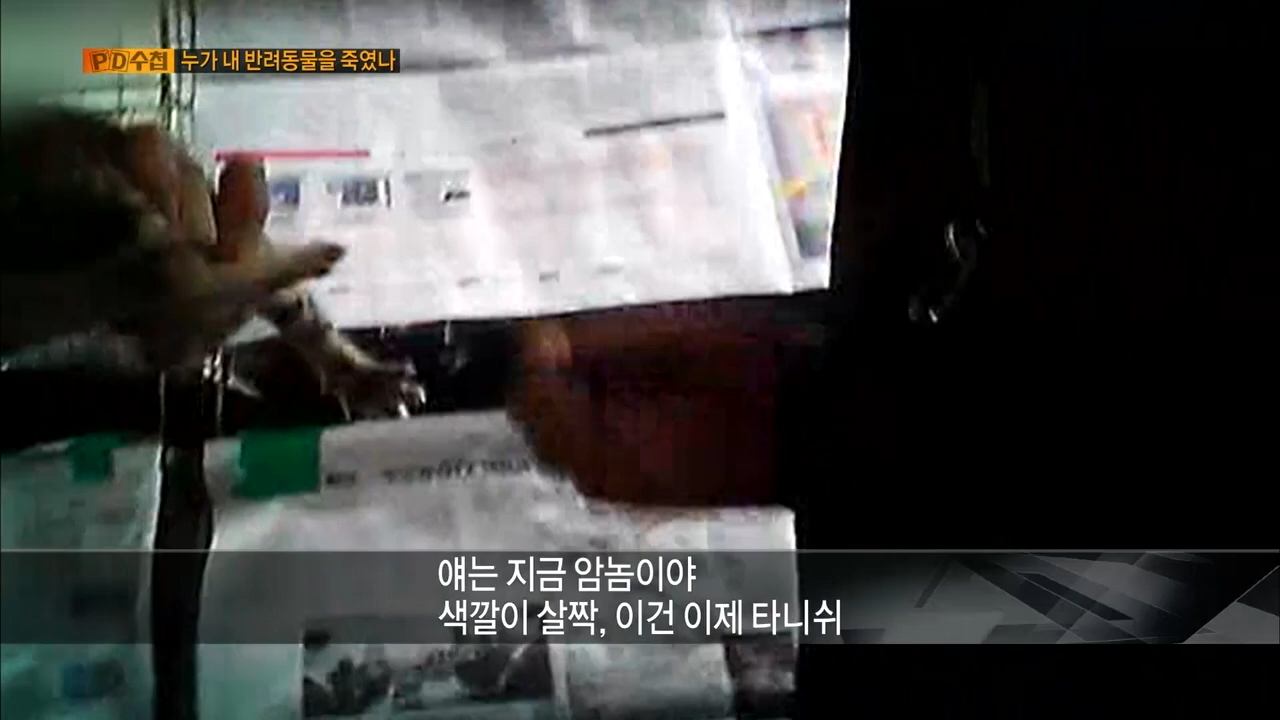 PD수첩 누가 내 반려동물을 죽였나
얘는 지금 암놈이야
색깔이 살짝, 이건 이제 타니쉬